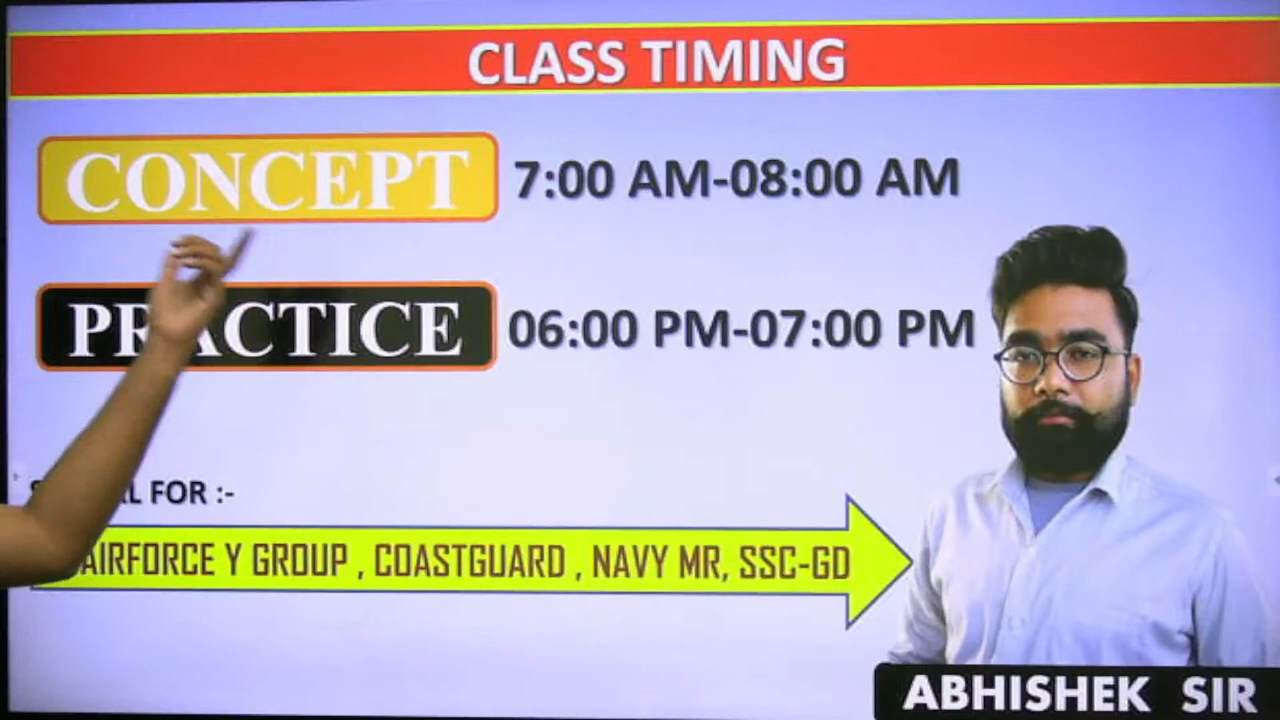 CLASS TIMING
CONCEPT 7:00 AM-08:00 AM
PRACTICE 06:00 PM-07:00 PM
FOR :-
AIRFORCE Y GROUP , COASTGUARD , NAVY MR, SSC-GD
ABHISHEK SIR